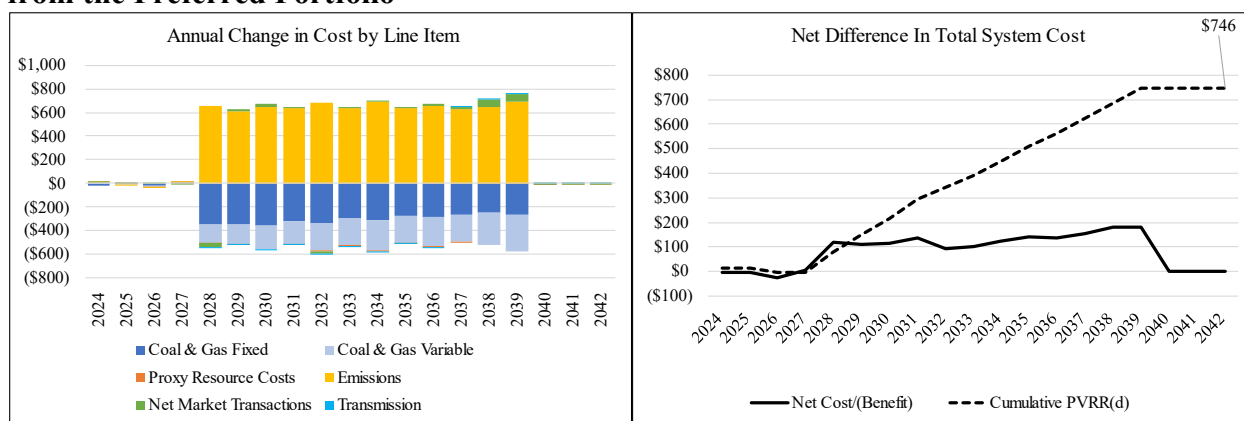 from the Preferred Portfolio
Annual Change in Cost by Line Item
$1,000
$800
$600
$400
$200
$0
($200)
($400)
($600)
($800)
2024 2025 2026 2027 2028 2029 2030 2031 2032 2033 2034 2035 2036 2037 2038 2039 2040 2041 2042
Coal & Gas Fixed Coal & Gas Variable
Proxy Resource Costs Emissions
Net Market Transactions Transmission
Net Difference In Total System Cost
$746
$800
$700
$600
$500
$400
$300
$200
$100
$0
($100)
2024 2025 2026 2027 2028 2029 2030 2031 2032 2033 2034 2035 2036 2037 2038 2039 2040 2041 2042
Net Cost/(Benefit) Cumulative PVRR(d)